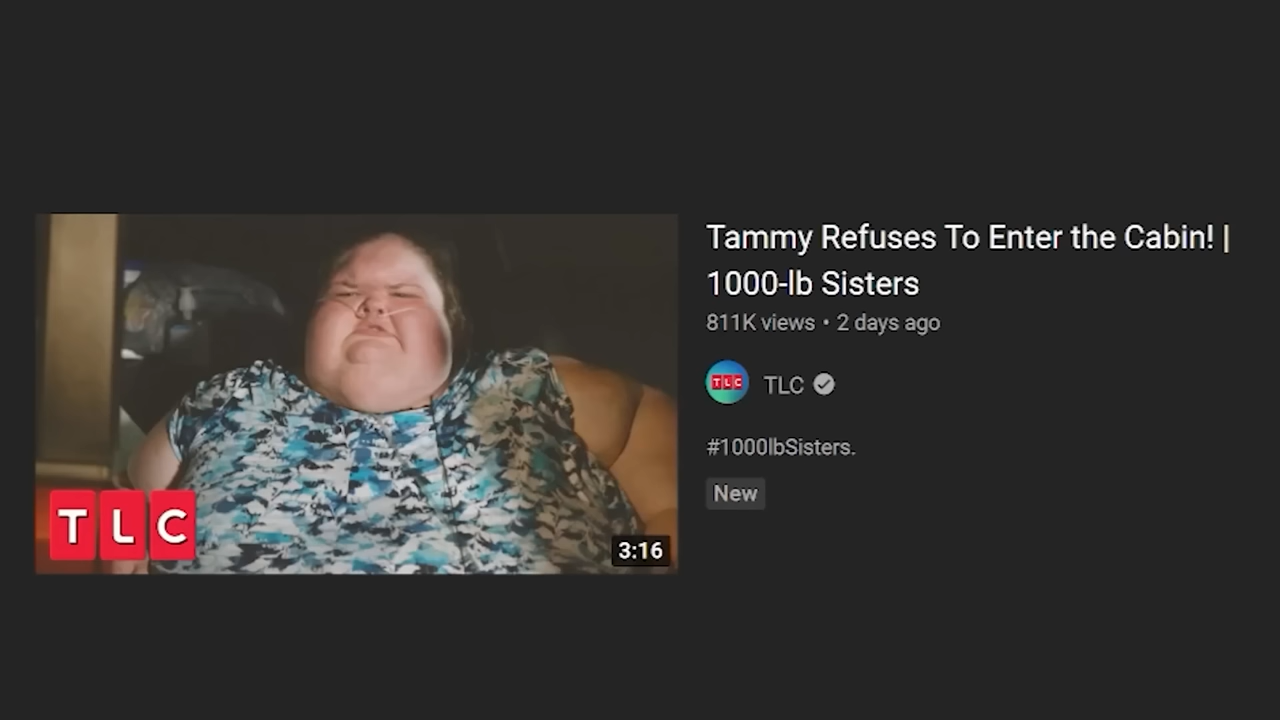 Tammy Refuses To Enter the Cabin! |
1000-lb Sisters
811K views • 2 days ago
TLC
TLC
#1000lbSisters.
New
TLC
3:16